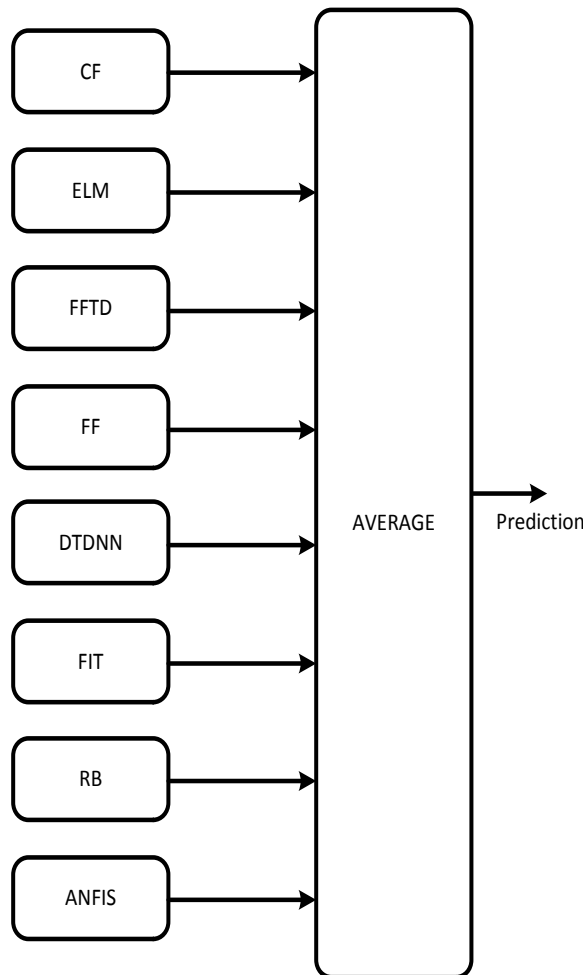 CF
ELM
FFTD
FF
DTDNN
FIT
RB
ANFIS
AVERAGE
Prediction